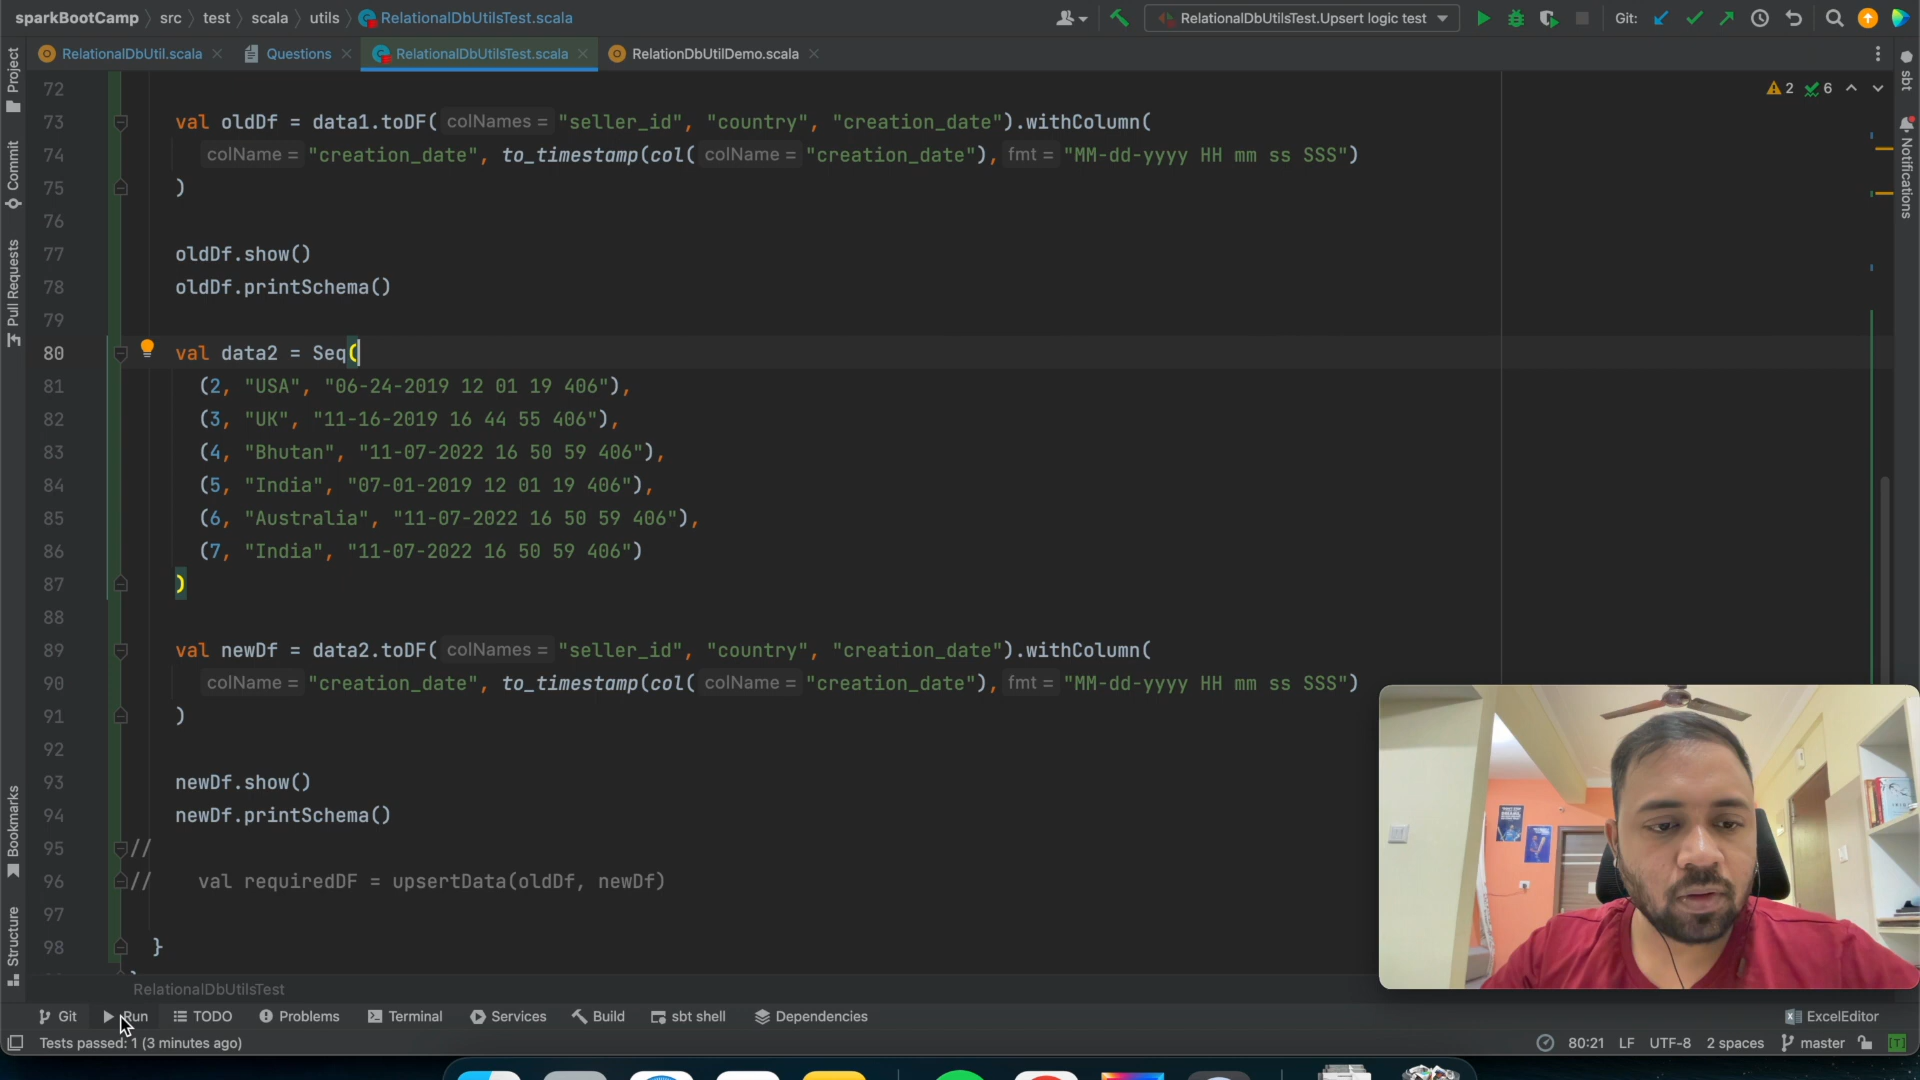 sparkBootCamp
src
test
scala
utils
RelationalDbUtilsTest.scala
RelationalDbUtilsTest.Upsert logic test
Git:
RelationalDbUtil.scala
Questions
RelationalDbUtilsTest.scala
RelationDbUtilDemo.scala
Project
Commit
Pull Requests
Bookmarks
Structure
sbt
Notifications
2
6
72
73 val oldDf = data1.toDF( colNames = "seller_id", "country", "creation_date").withColumn(
74 colName = "creation_date", to_timestamp(col( colName = "creation_date"), fmt = "MM-dd-yyyy HH mm ss SSS")
75 )
76
77 oldDf.show()
78 oldDf.printSchema()
79
80 val data2 = Seq(
81 (2, "USA", "06-24-2019 12 01 19 406"),
82 (3, "UK", "11-16-2019 16 44 55 406"),
83 (4, "Bhutan", "11-07-2022 16 50 59 406"),
84 (5, "India", "07-01-2019 12 01 19 406"),
85 (6, "Australia", "11-07-2022 16 50 59 406"),
86 (7, "India", "11-07-2022 16 50 59 406")
87 )
88
89 val newDf = data2.toDF( colNames = "seller_id", "country", "creation_date").withColumn(
90 colName = "creation_date", to_timestamp(col( colName = "creation_date"), fmt = "MM-dd-yyyy HH mm ss SSS")
91 )
92
93 newDf.show()
94 newDf.printSchema()
95 //
96 // val requiredDF = upsertData(oldDf, newDf)
97
98 }
RelationalDbUtilsTest
Git
Run
TODO
Problems
Terminal
Services
Build
sbt shell
Dependencies
ExcelEditor
Tests passed: 1 (3 minutes ago)
80:21
LF
UTF-8
2 spaces
master
[T]